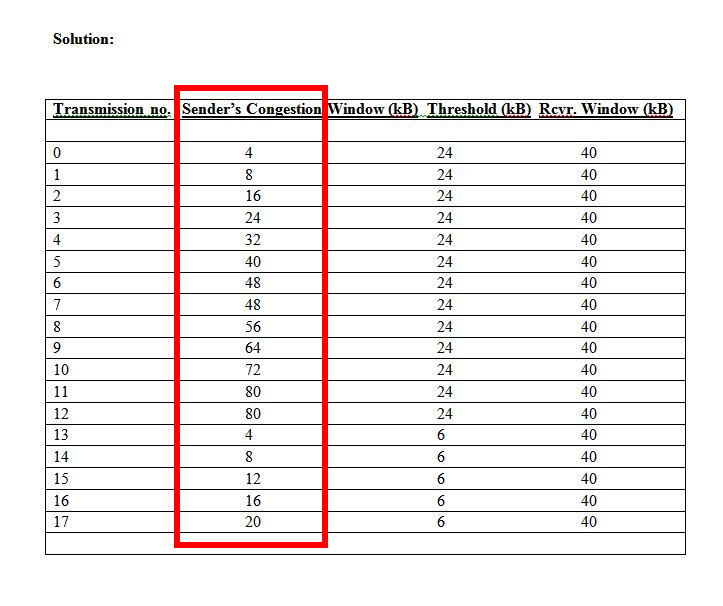 Solution:
Transmission no. Sender's Congestion Window (kB) Threshold (kB) Rcvr. Window (kB)
0 4 24 40
1 8 24 40
2 16 24 40
3 24 24 40
4 32 24 40
5 40 24 40
6 48 24 40
7 48 24 40
8 56 24 40
9 64 24 40
10 72 24 40
11 80 24 40
12 80 24 40
13 4 6 40
14 8 6 40
15 12 6 40
16 16 6 40
17 20 6 40